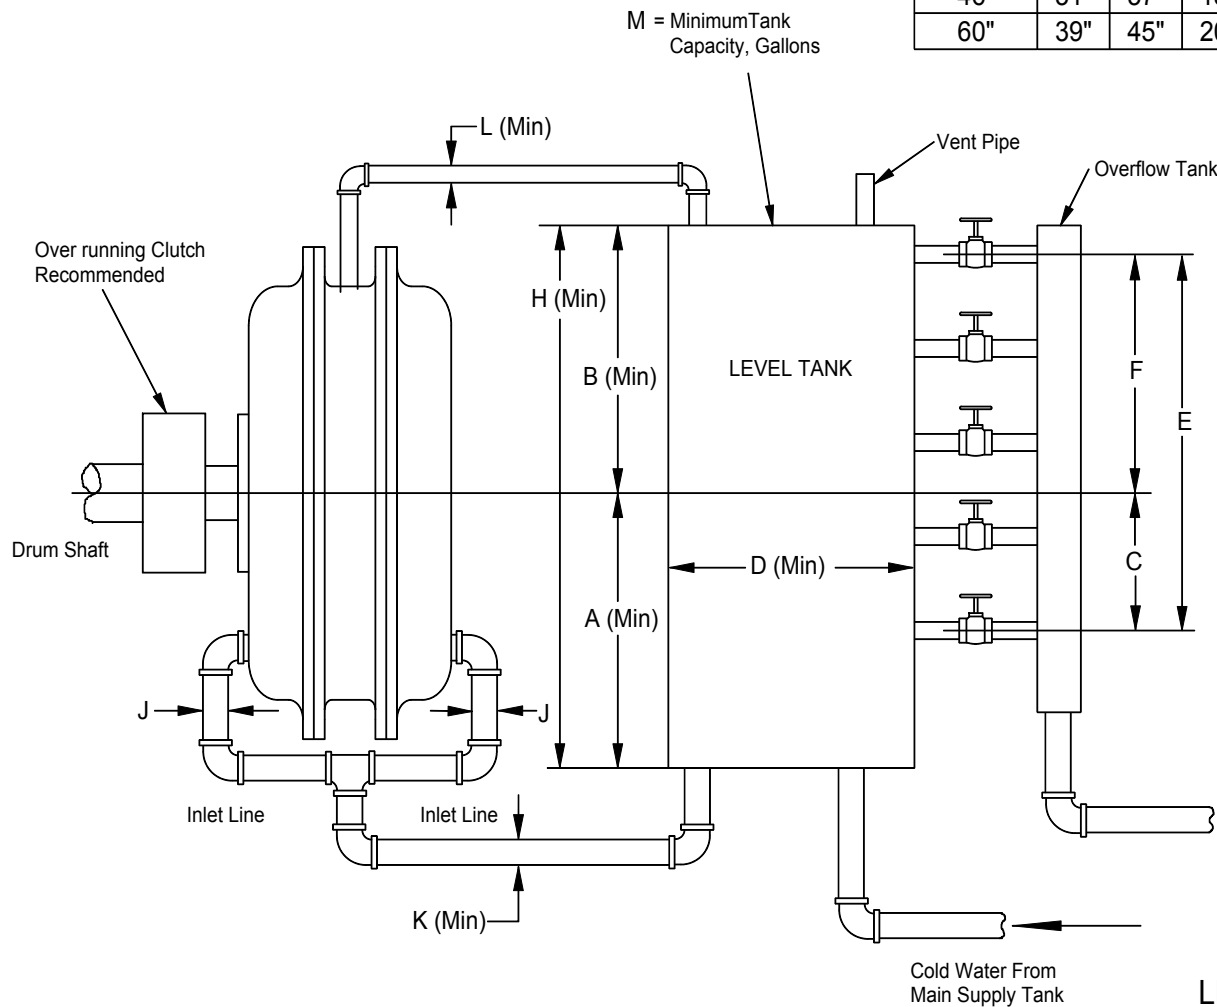 M = MinimumTank
Capacity, Gallons
60" 39" 45"
L (Min)
Vent Pipe
Overflow Tank
Over running Clutch
Recommended
H (Min)
B (Min)
LEVEL TANK
F
E
Drum Shaft
D (Min)
C
A (Min)
J
J
Inlet Line
Inlet Line
K (Min)
Cold Water From
Main Supply Tank
L